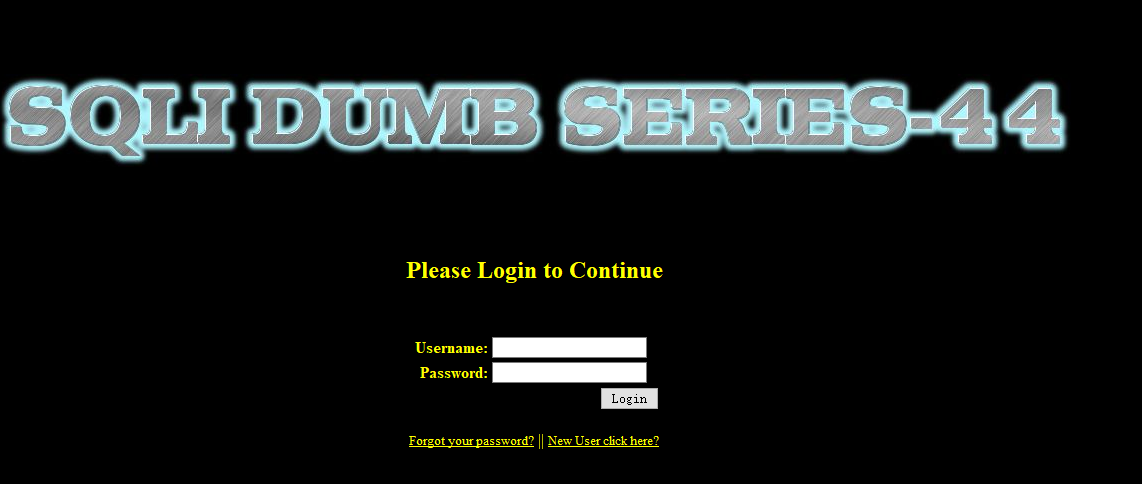 SQLI DUMB SERIES-44
Please Login to Continue
Username:
Password:
Login
Forgot your password? || New User click here?